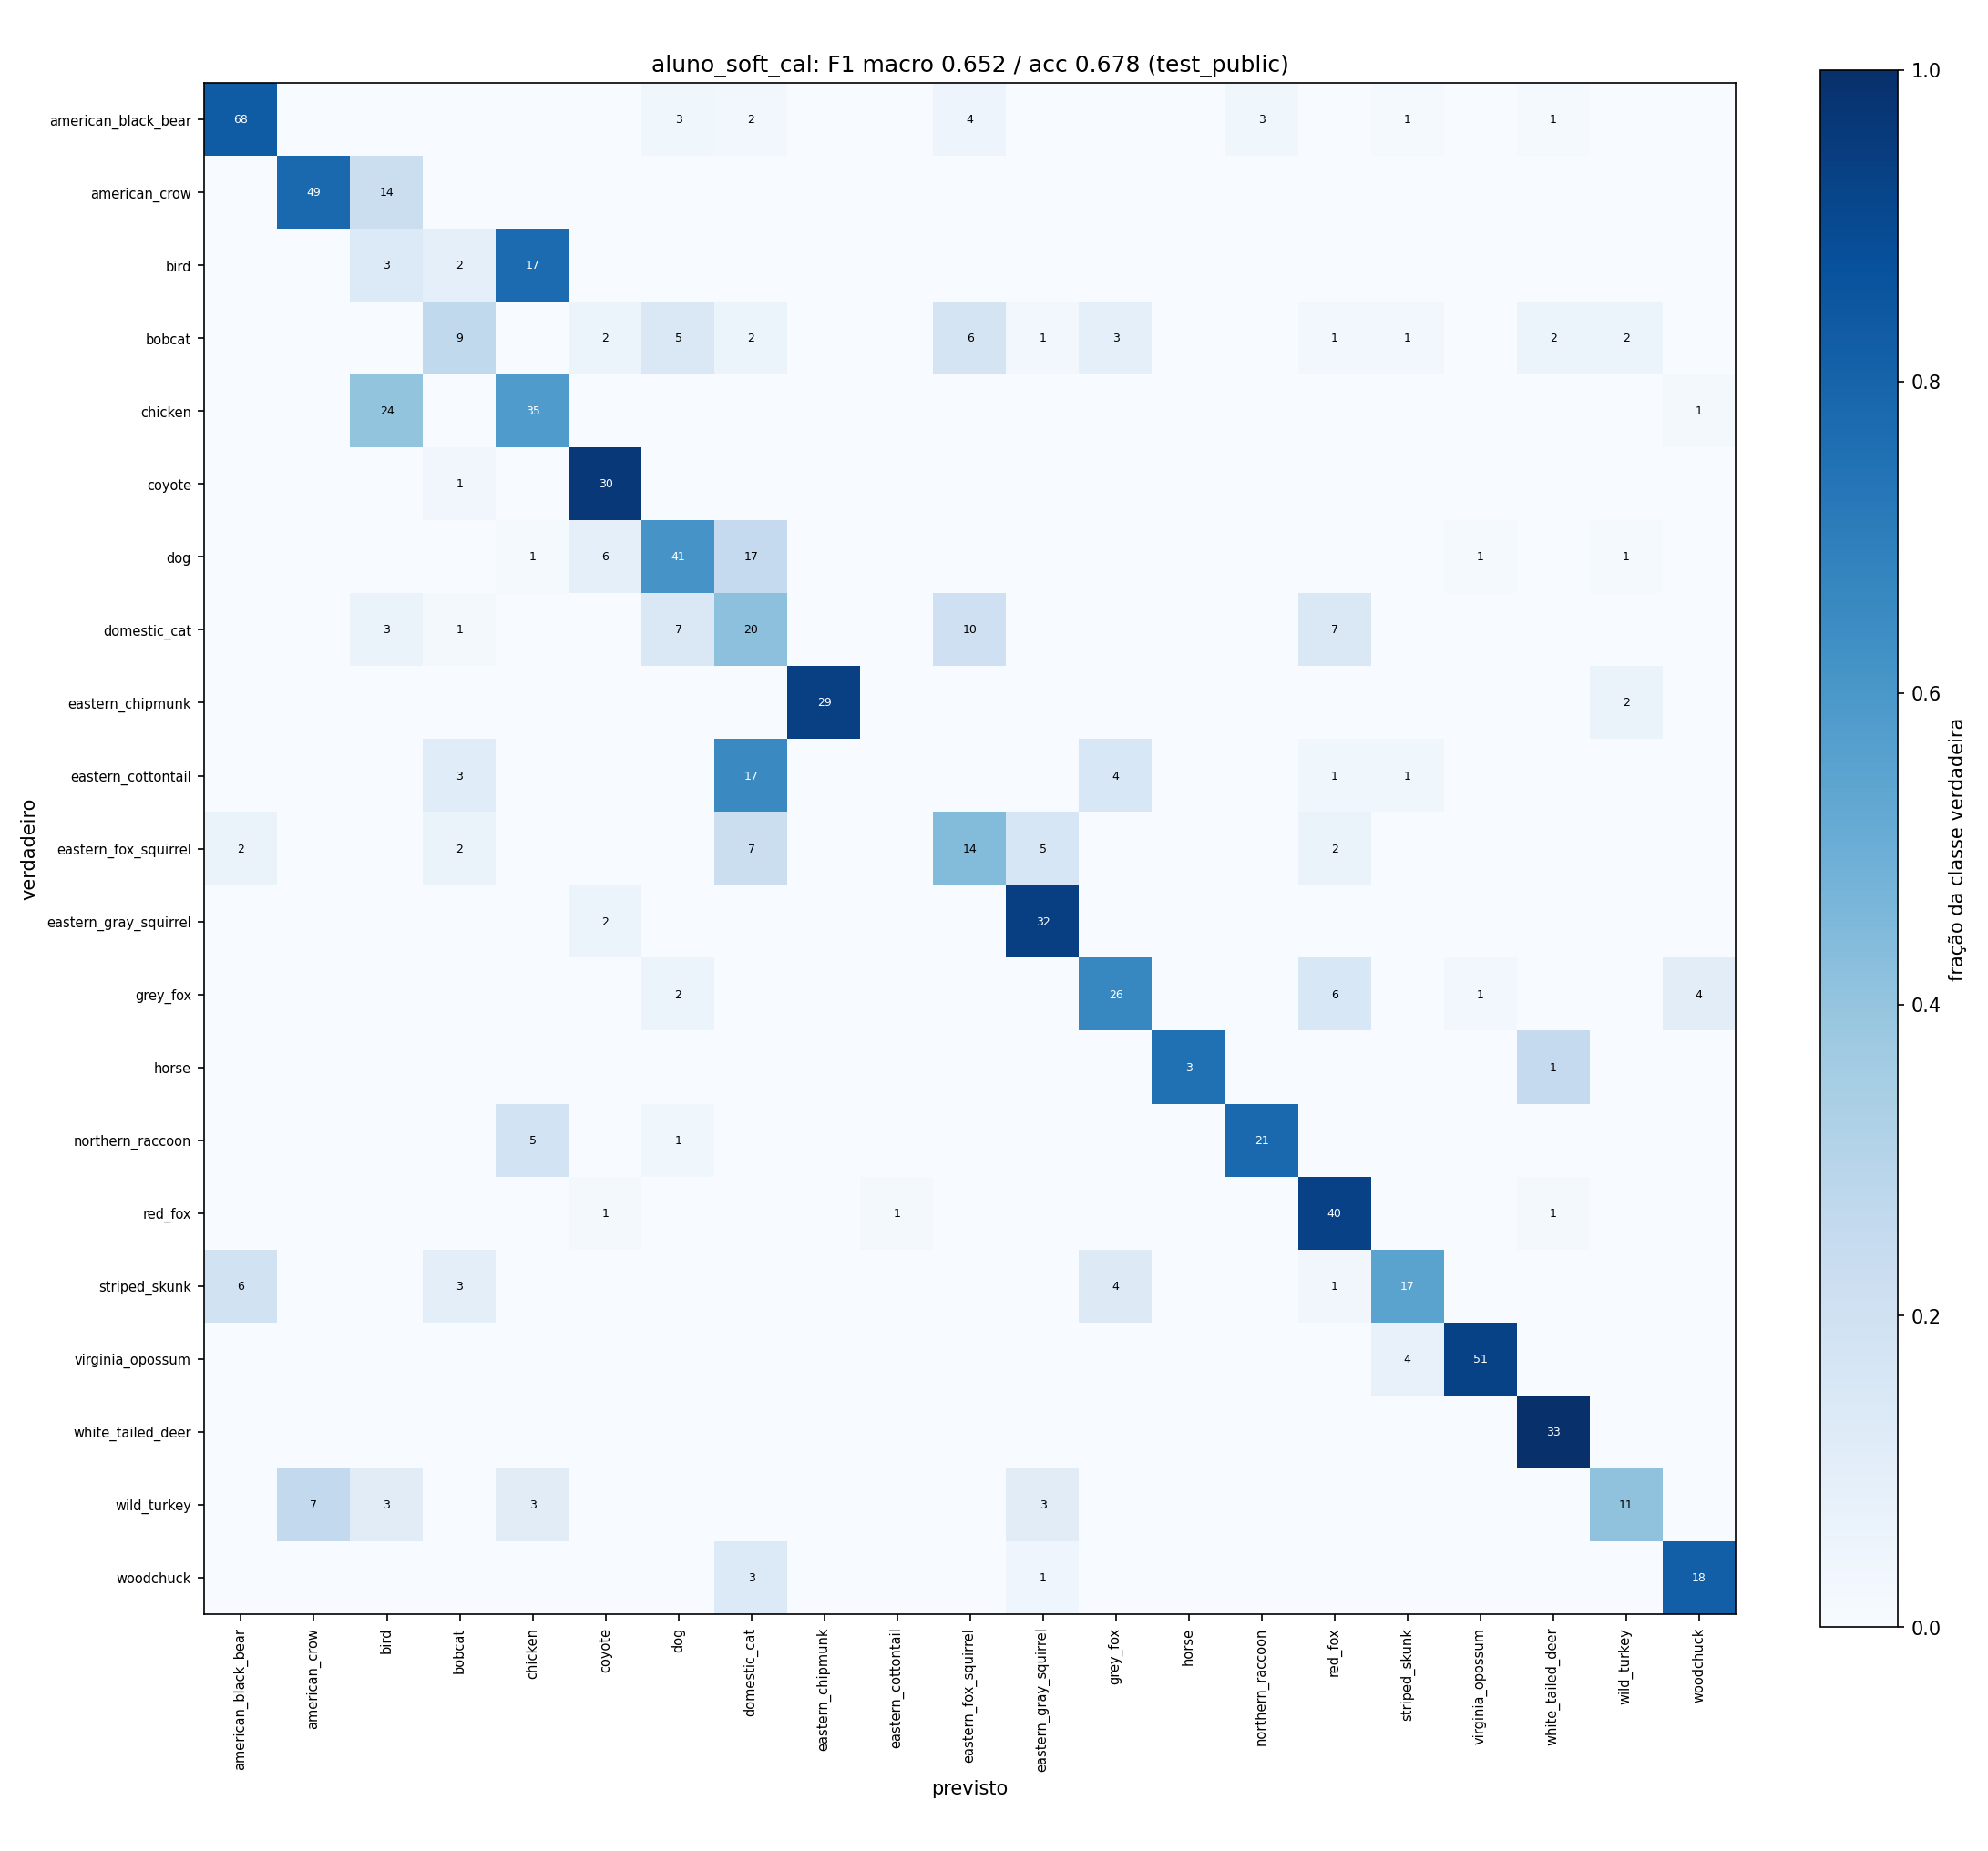 aluno_soft_cal: F1 macro 0.652 / acc 0.678 (test_public)
american_black_bear 68 3 2 4 3 1 1
american_crow 49 14
bird 3 2 17
bobcat 9 2 5 2 6 1 3 1 1 2 2
chicken 24 35 1
coyote 1 30
dog 1 6 41 17 1 1
domestic_cat 3 1 7 20 10 7
eastern_chipmunk 29 2
eastern_cottontail 3 17 4 1 1
eastern_fox_squirrel 2 2 7 14 5 2
eastern_gray_squirrel 2 32
grey_fox 2 26 6 1 4
horse 3 1
northern_raccoon 5 1 21
red_fox 1 1 40 1
striped_skunk 6 3 4 1 17
virginia_opossum 4 51
white_tailed_deer 33
wild_turkey 7 3 3 3 11
woodchuck 3 1 18
verdadeiro
american_black_bear
american_crow
bird
bobcat
chicken
coyote
dog
domestic_cat
eastern_chipmunk
eastern_cottontail
eastern_fox_squirrel
eastern_gray_squirrel
grey_fox
horse
northern_raccoon
red_fox
striped_skunk
virginia_opossum
white_tailed_deer
wild_turkey
woodchuck
previsto
1.0
0.8
0.6
0.4
0.2
0.0
fração da classe verdadeira